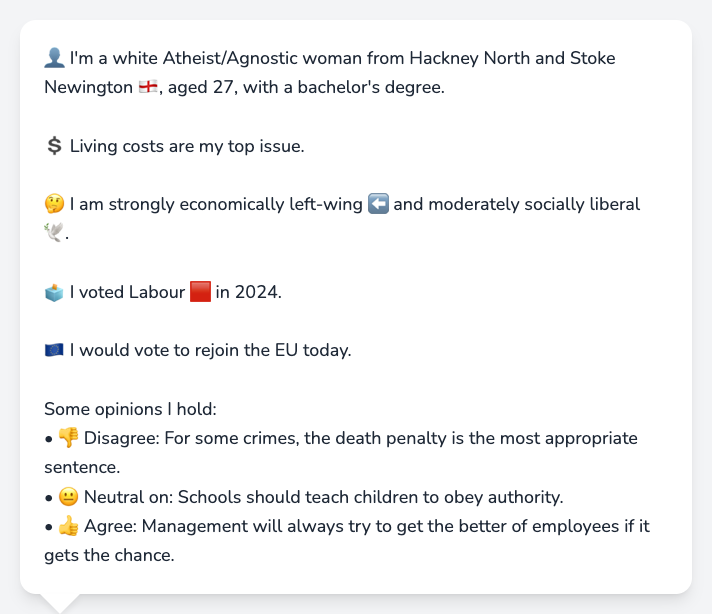 👤 I'm a white Atheist/Agnostic woman from Hackney North and Stoke
Newington 🏴󠁧󠁢󠁥󠁮󠁧󠁿, aged 27, with a bachelor's degree.
💲 Living costs are my top issue.
🤔 I am strongly economically left-wing ⬅️ and moderately socially liberal
🕊️.
🗳️ I voted Labour 🟥 in 2024.
🇪🇺 I would vote to rejoin the EU today.
Some opinions I hold:
• 👎 Disagree: For some crimes, the death penalty is the most appropriate
sentence.
• 😐 Neutral on: Schools should teach children to obey authority.
• 👍 Agree: Management will always try to get the better of employees if it
gets the chance.